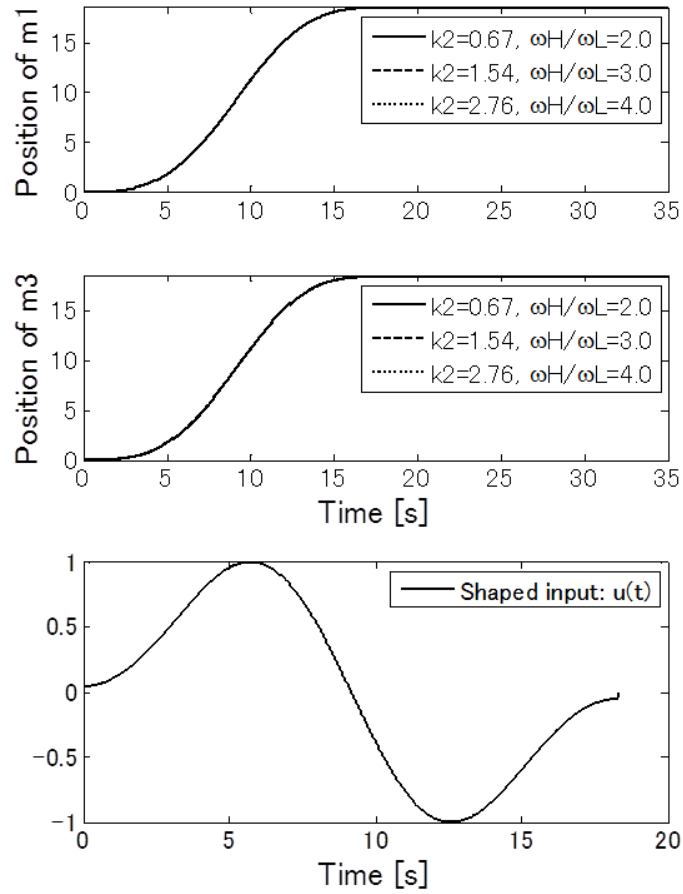 Position of m1
15
10
5
0
k2=0.67, ωH/ωL=2.0
k2=1.54, ωH/ωL=3.0
k2=2.76, ωH/ωL=4.0
0 5 10 15 20 25 30 35
Position of m3
15
10
5
0
k2=0.67, ωH/ωL=2.0
k2=1.54, ωH/ωL=3.0
k2=2.76, ωH/ωL=4.0
0 5 10 15 20 25 30 35
Time [s]
1
0.5
0
-0.5
-1
Shaped input: u(t)
0 5 10 15 20
Time [s]